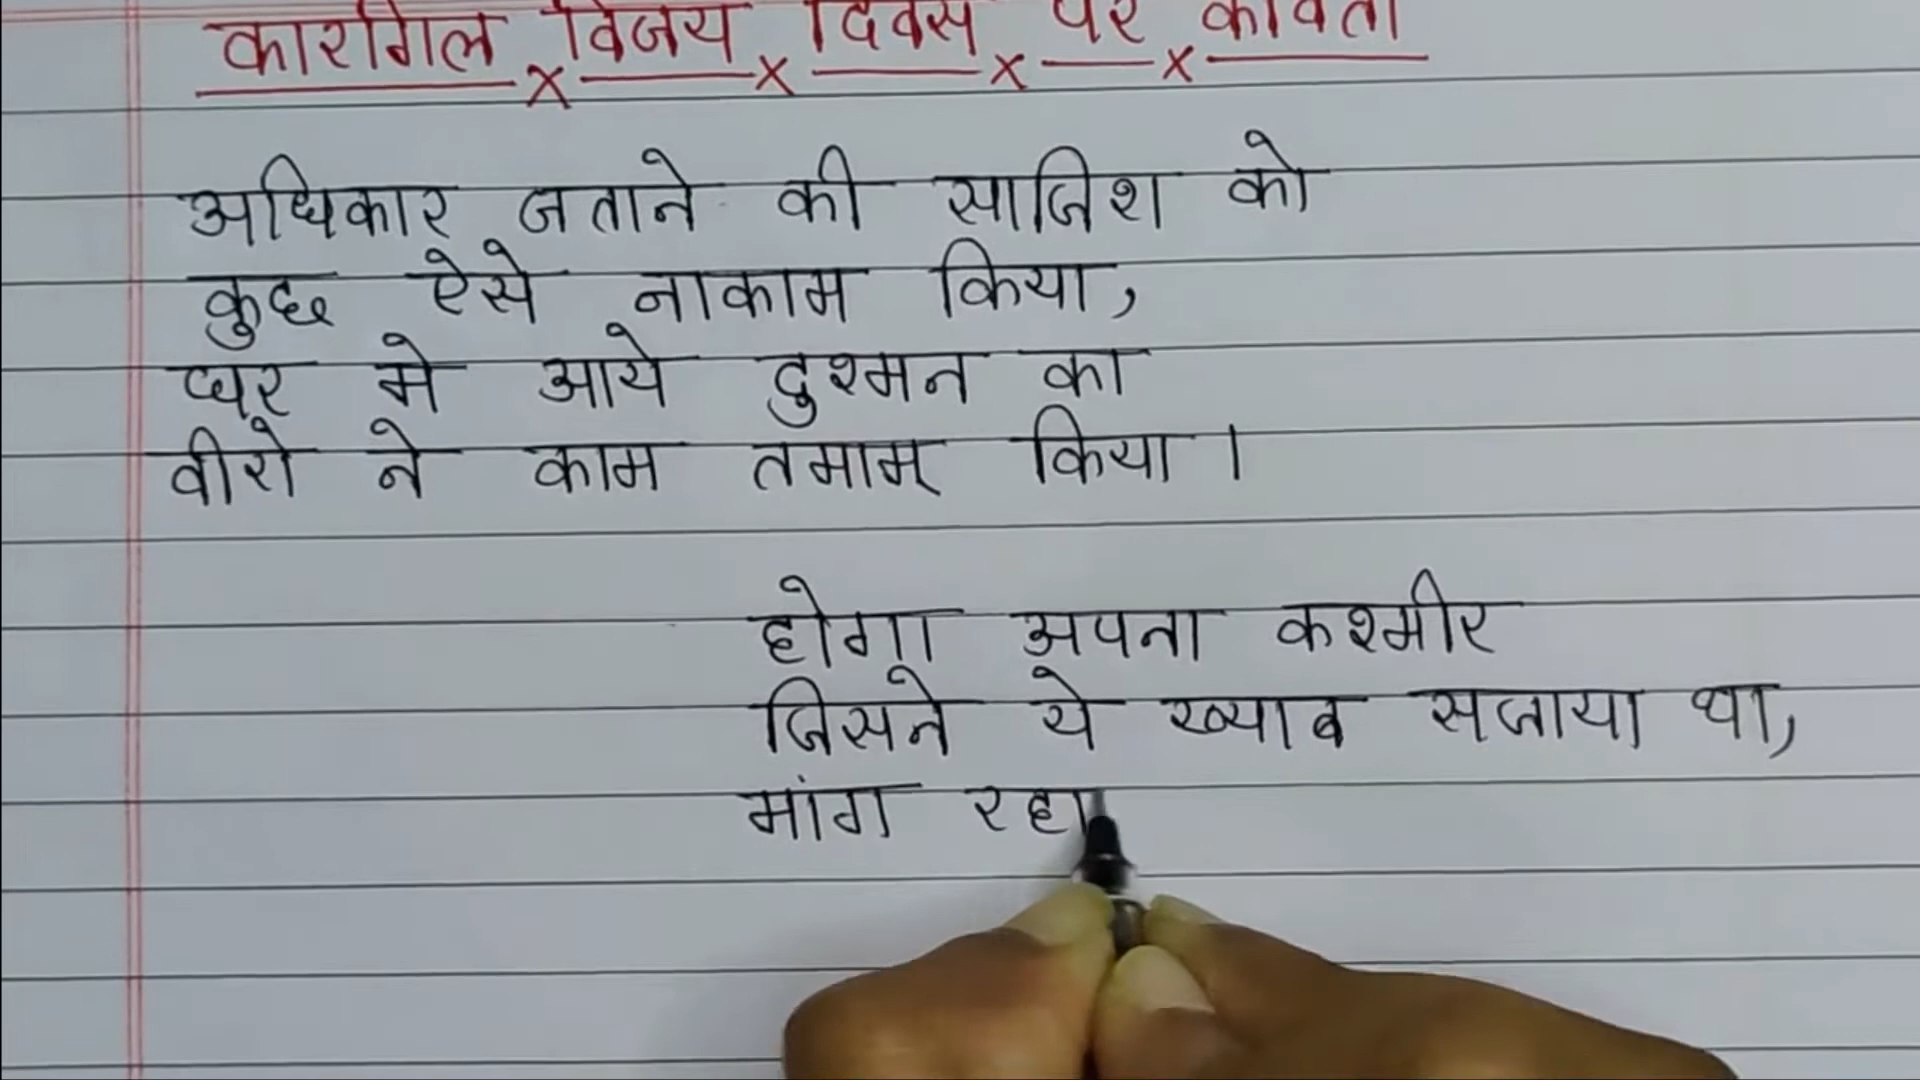 कारगिल विजय दिवस पर कविता
अधिकार जताने की साजिश को
कुछ ऐसे नाकाम किया,
घर मे आये दुश्मन का
वीरो ने काम तमाम किया।
होगा अपना कश्मीर
जिसने ये ख्याब सजाया था,
मांग रहा